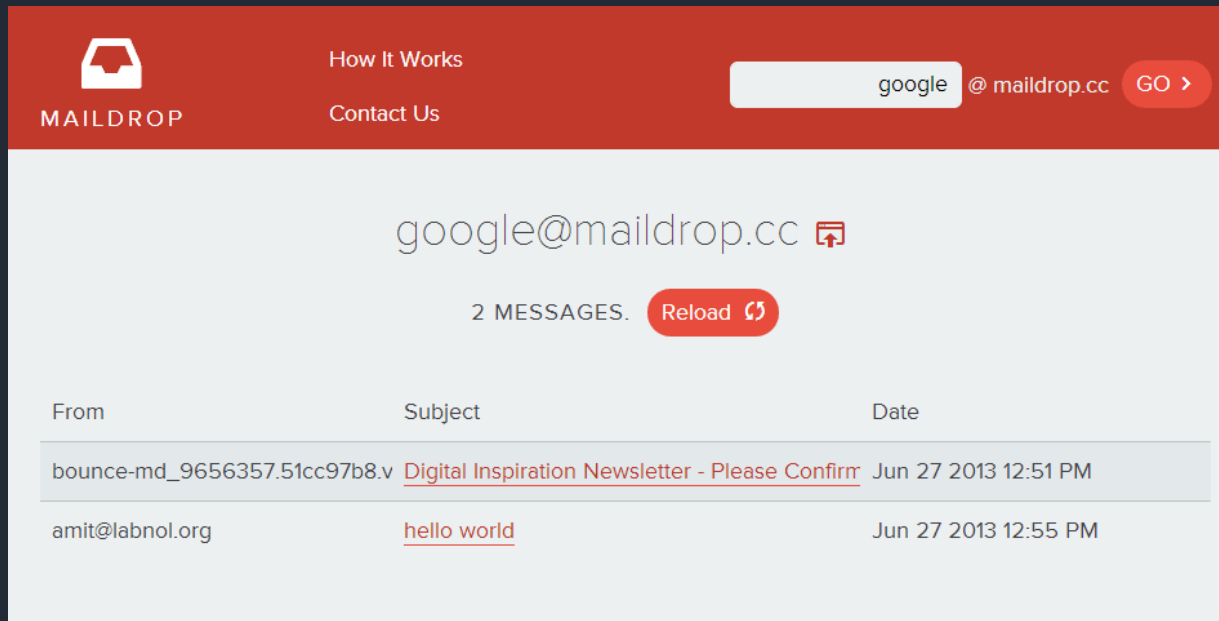 How It Works
MAILDROP
Contact Us
google @ maildrop.cc GO >
google@maildrop.cc
2 MESSAGES. Reload
From Subject Date
bounce-md_9656357.51cc97b8.v Digital Inspiration Newsletter - Please Confirm Jun 27 2013 12:51 PM
amit@labnol.org hello world Jun 27 2013 12:55 PM